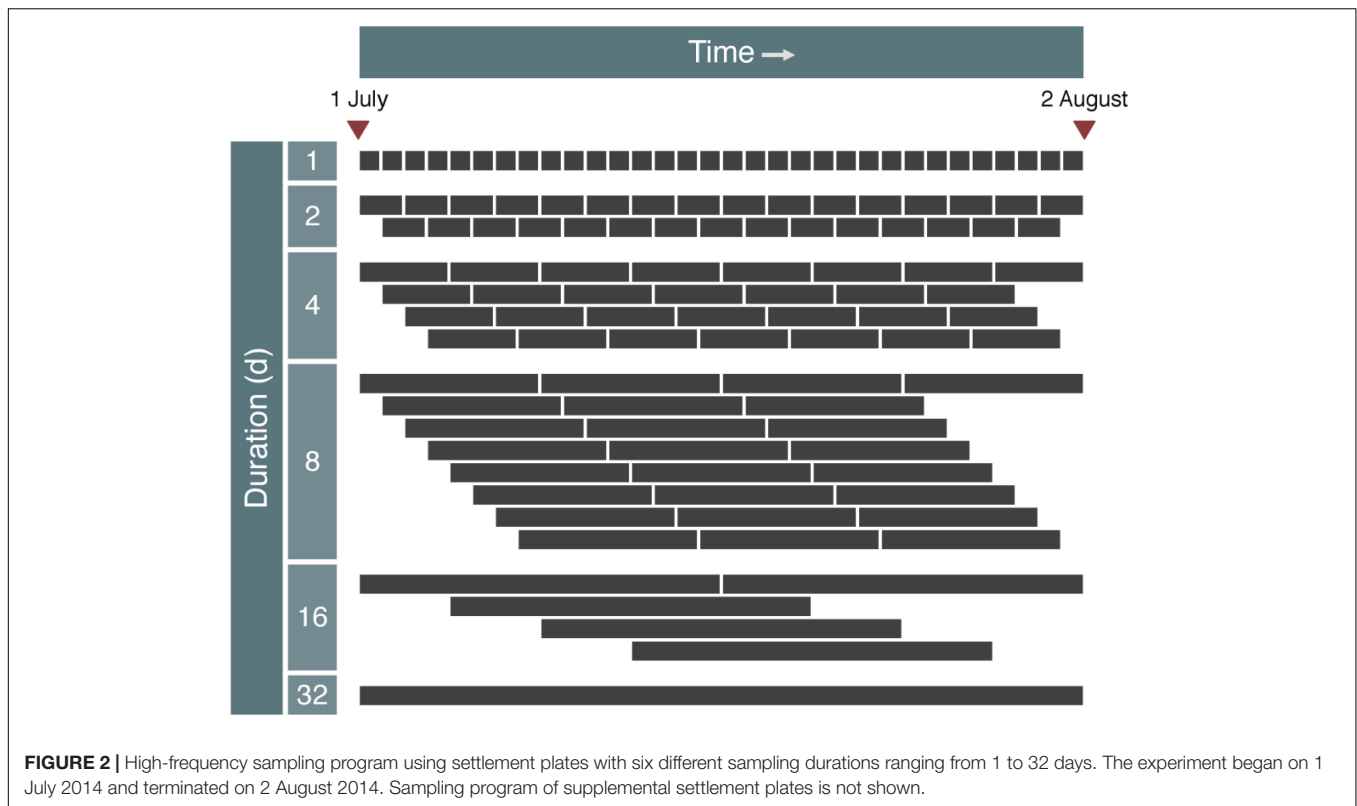 Time →
1 July
2 August
Duration (d)
1
2
4
8
16
32
FIGURE 2 | High-frequency sampling program using settlement plates with six different sampling durations ranging from 1 to 32 days. The experiment began on 1
July 2014 and terminated on 2 August 2014. Sampling program of supplemental settlement plates is not shown.